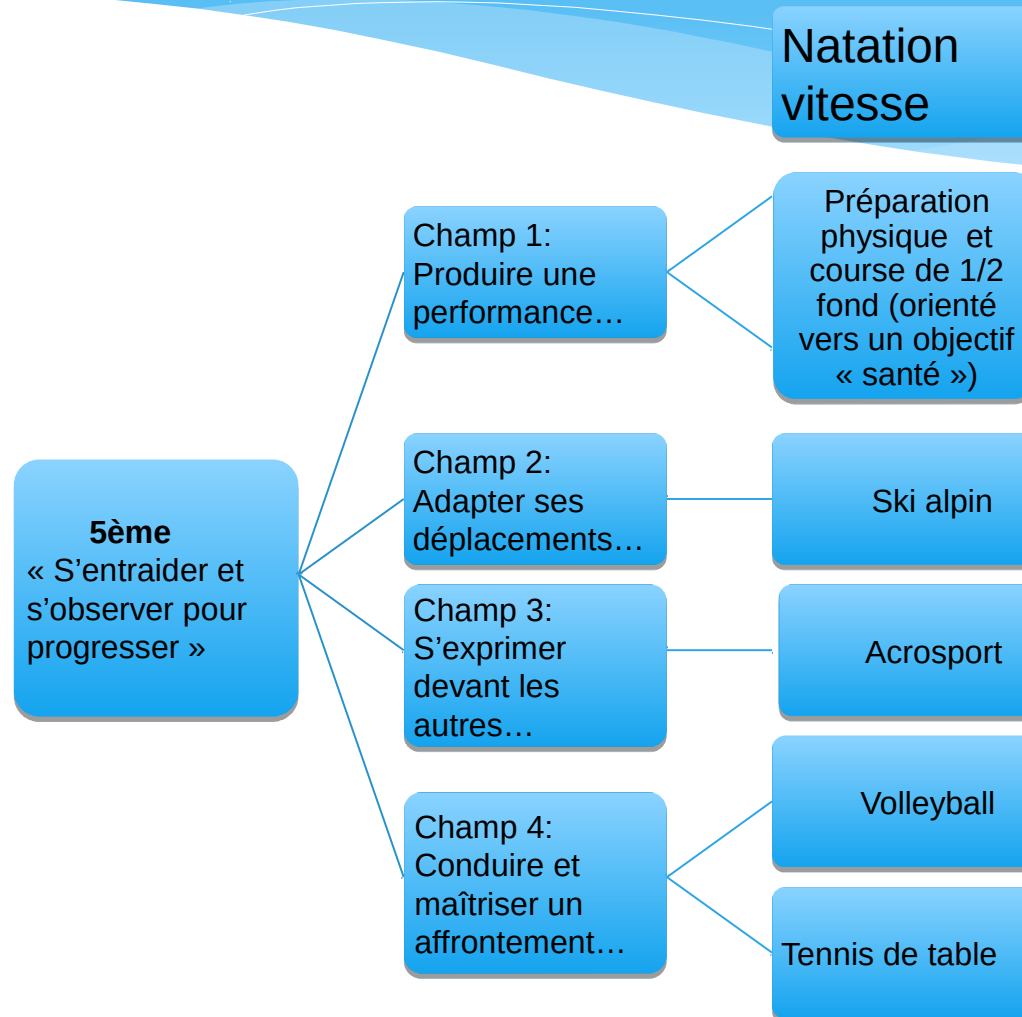 Natation
vitesse
Préparation
physique et
course de 1/2
fond (orienté
vers un objectif
« santé »)
Champ 1:
Produire une
performance…
Champ 2:
Adapter ses
déplacements…
Ski alpin
5ème
« S’entraider et
s’observer pour
progresser »
Champ 3:
S’exprimer
devant les
autres…
Acrosport
Champ 4:
Conduire et
maîtriser un
affrontement…
Volleyball
Tennis de table